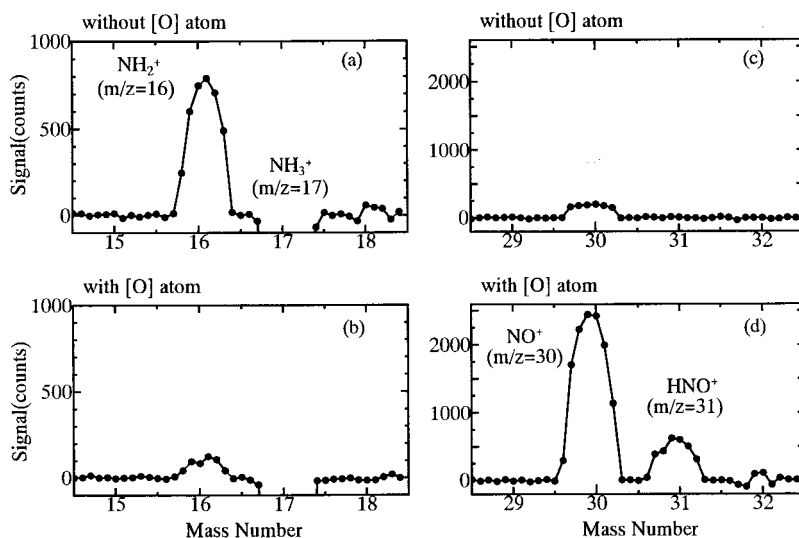 without [O] atom
1000
500
0
Signal(counts)
(a)
NH₂⁺
(m/z=16)
NH₃⁺
(m/z=17)
15
16
17
18
without [O] atom
(c)
2000
1000
0
29
30
31
32
with [O] atom
1000
500
0
Signal(counts)
(b)
15
16
17
18
Mass Number
with [O] atom
(d)
2000
1000
0
NO⁺
(m/z=30)
HNO⁺
(m/z=31)
29
30
31
32
Mass Number